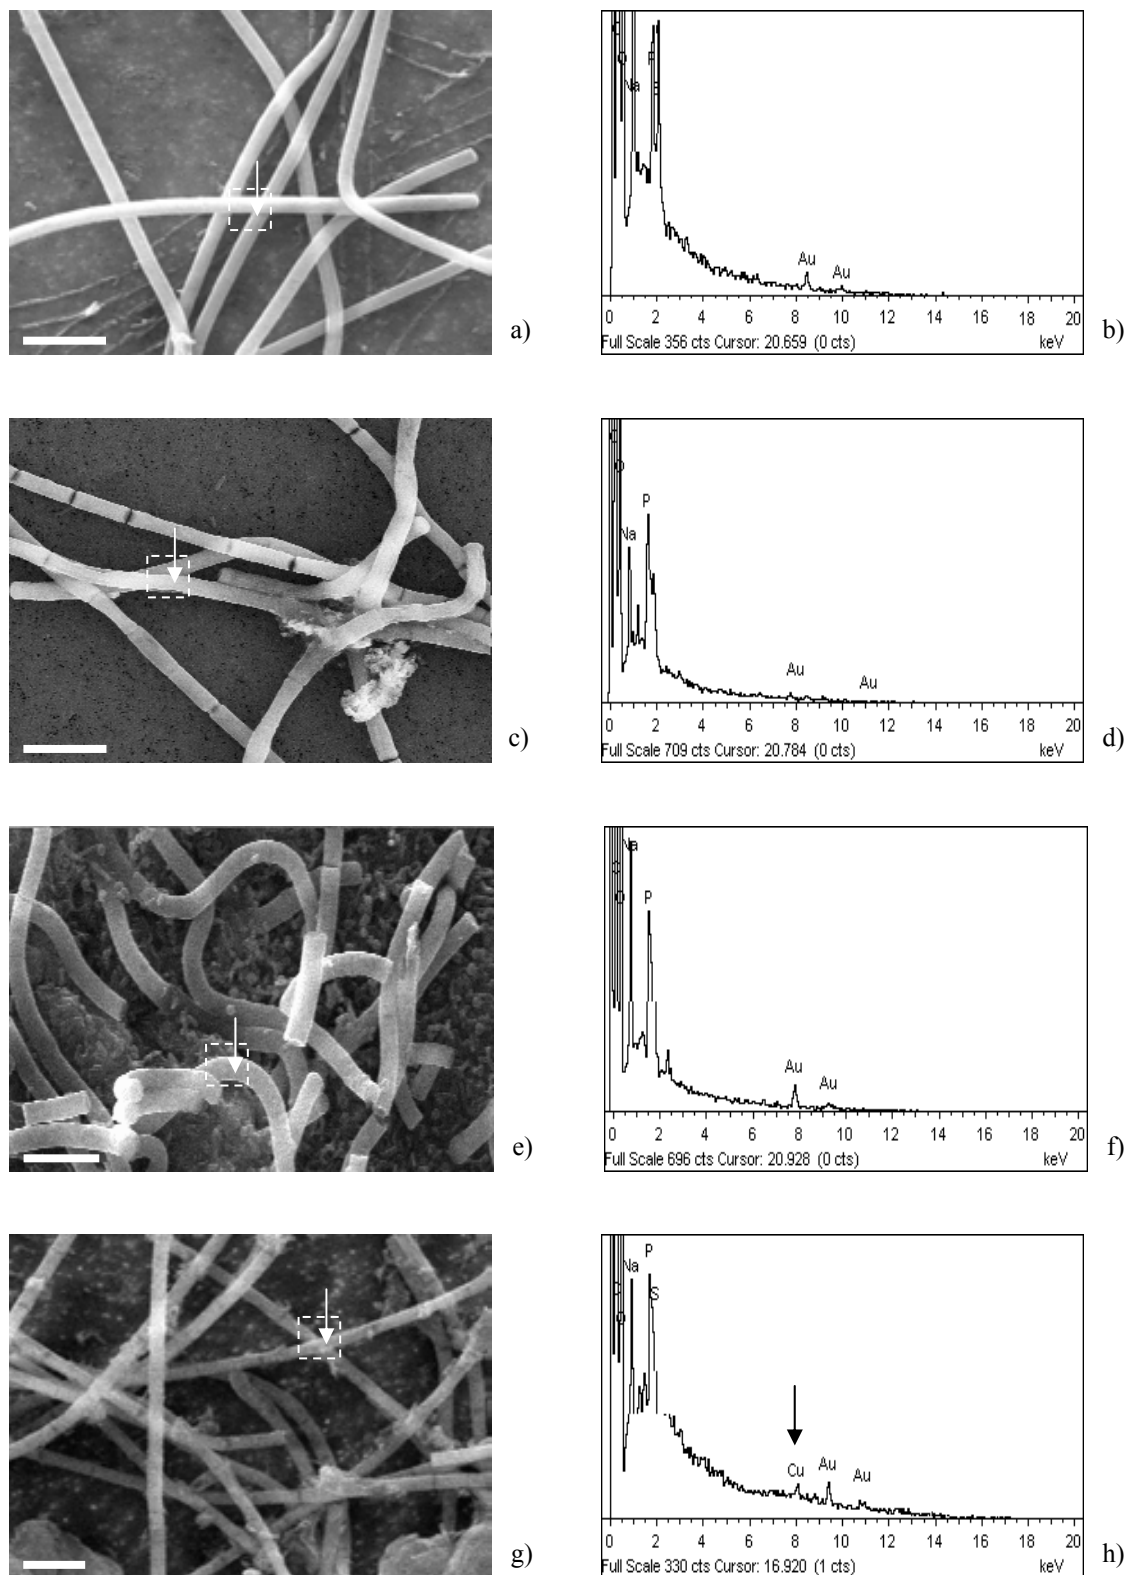 a)
Na
P
Au
Au
0 2 4 6 8 10 12 14 16 18 20
Full Scale 356 cts Cursor: 20.659 (0 cts) keV
b)
c)
O
P
Na
Au
Au
0 2 4 6 8 10 12 14 16 18 20
Full Scale 709 cts Cursor: 20.784 (0 cts) keV
d)
e)
Na
O
P
Au
Au
0 2 4 6 8 10 12 14 16 18 20
Full Scale 696 cts Cursor: 20.928 (0 cts) keV
f)
g)
P
Na
S
O
Cu
Au
Au
0 2 4 6 8 10 12 14 16 18 20
Full Scale 330 cts Cursor: 16.920 (1 cts) keV
h)